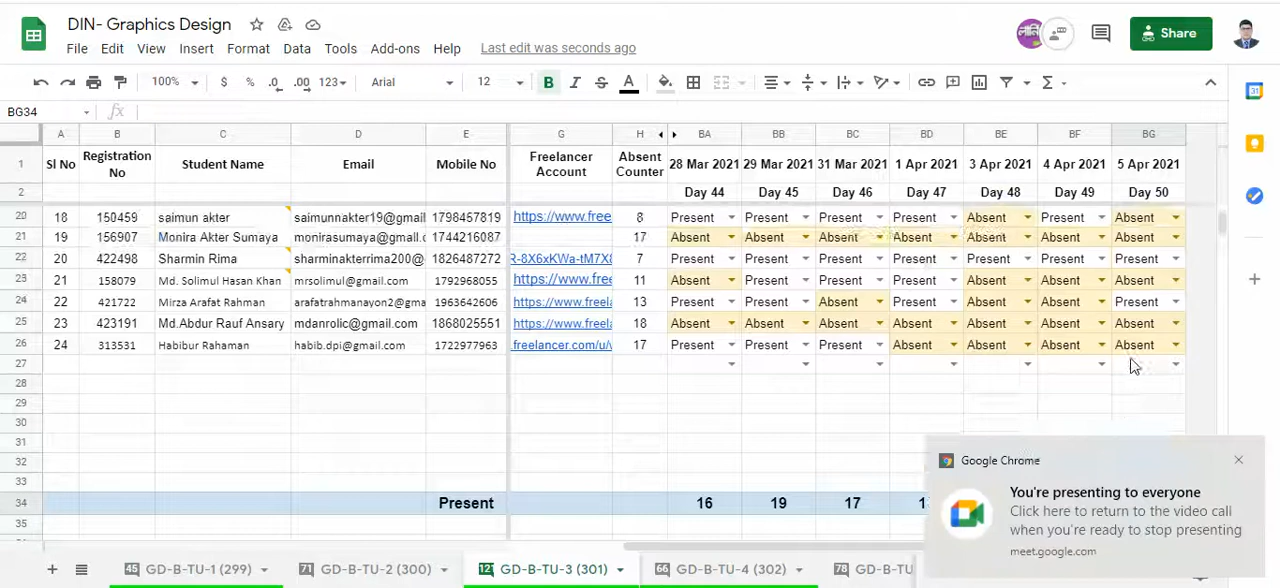 DIN- Graphics Design
File Edit View Insert Format Data Tools Add-ons Help Last edit was seconds ago
Share
100% $ % .0 .00 123 Arial 12 B I S A
BG34 fx
A B C D E G H BA BB BC BD BE BF BG
1 Sl No Registration No Student Name Email Mobile No Freelancer Account Absent Counter 28 Mar 2021 29 Mar 2021 31 Mar 2021 1 Apr 2021 3 Apr 2021 4 Apr 2021 5 Apr 2021
2 Day 44 Day 45 Day 46 Day 47 Day 48 Day 49 Day 50
20 18 150459 saimun akter saimunnakter19@gmail 1798457819 https://www.free 8 Present Present Present Present Absent Present Absent
21 19 156907 Monira Akter Sumaya monirasumaya@gmail.c 1744216087 17 Absent Absent Absent Absent Absent Absent Absent
22 20 422498 Sharmin Rima sharminakterrima200@ 1826487272 R-8X6xKWa-tM7X8 7 Present Present Present Present Present Present Present
23 21 158079 Md. Solimul Hasan Khan mrsolimul@gmail.com 1792968055 https://www.free 11 Absent Present Present Present Absent Absent Absent
24 22 421722 Mirza Arafat Rahman arafatrahmanayon2@gma 1963642606 https://www.freela 13 Present Present Absent Present Absent Absent Present
25 23 423191 Md.Abdur Rauf Ansary mdanrolic@gmail.com 1868025551 https://www.freela 18 Absent Absent Absent Absent Absent Absent Absent
26 24 313531 Habibur Rahaman habib.dpi@gmail.com 1722977963 .freelancer.com/u/ 17 Present Present Present Absent Absent Absent Absent
27
28
29
30
31
32
33
34 Present 16 19 17
35
Google Chrome
You're presenting to everyone
Click here to return to the video call
when you're ready to stop presenting
meet.google.com
45 GD-B-TU-1 (299) 71 GD-B-TU-2 (300) 12 GD-B-TU-3 (301) 66 GD-B-TU-4 (302) 78 GD-B-TU